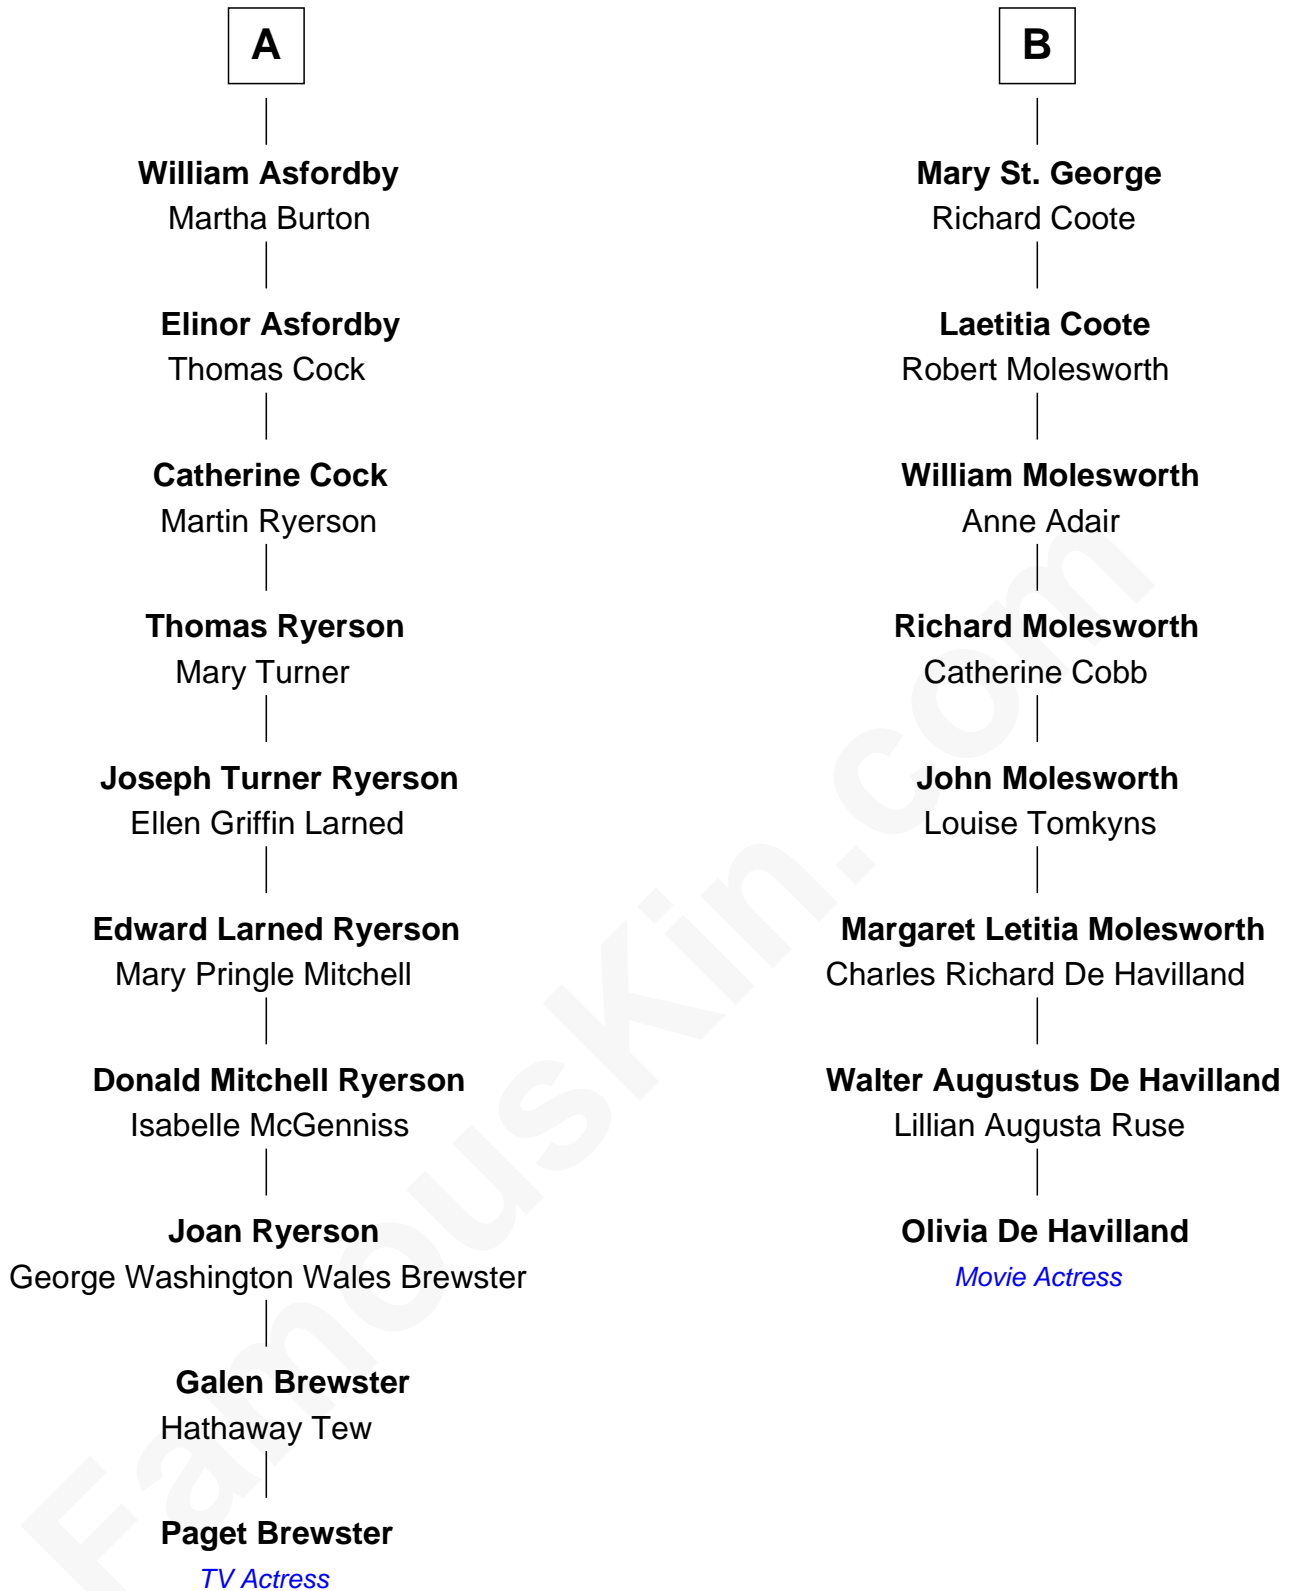 A
William Asfordby
Martha Burton
Elinor Asfordby
Thomas Cock
Catherine Cock
Martin Ryerson
Thomas Ryerson
Mary Turner
Joseph Turner Ryerson
Ellen Griffin Larned
Edward Larned Ryerson
Mary Pringle Mitchell
Donald Mitchell Ryerson
Isabelle McGenniss
Joan Ryerson
George Washington Wales Brewster
Galen Brewster
Hathaway Tew
Paget Brewster
TV Actress
B
Mary St. George
Richard Coote
Laetitia Coote
Robert Molesworth
William Molesworth
Anne Adair
Richard Molesworth
Catherine Cobb
John Molesworth
Louise Tomkyns
Margaret Letitia Molesworth
Charles Richard De Havilland
Walter Augustus De Havilland
Lillian Augusta Ruse
Olivia De Havilland
Movie Actress
FamousKin.com